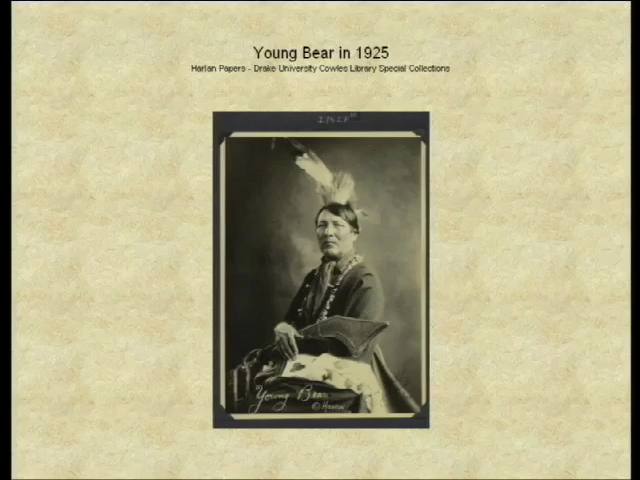 Young Bear in 1925
Harlan Papers - Drake University Cowles Library Special Collections
Young Bear